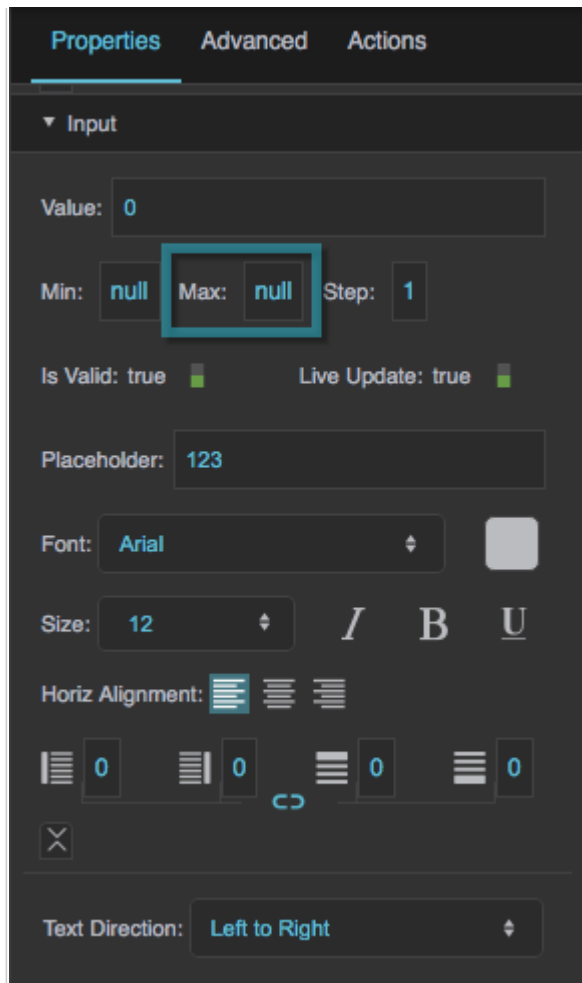 Properties Advanced Actions
Input
Value: 0
Min: null Max: null Step: 1
Is Valid: true Live Update: true
Placeholder: 123
Font: Arial
Size: 12 I B U
Horiz Alignment:
0 0 0 0
Text Direction: Left to Right